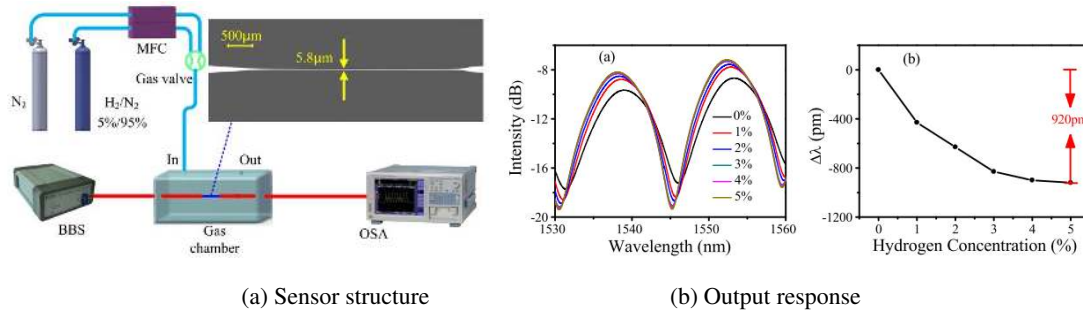 500μm
5.8μm
MFC
Gas valve
N₂
H₂/N₂
5%/95%
In
Out
BBS
Gas
chamber
OSA
(a) Sensor structure
(a)
Intensity (dB)
-4
-8
-12
-16
-20
0%
1%
2%
3%
4%
5%
1530
1540
1550
1560
Wavelength (nm)
(b)
Δλ (pm)
0
-400
-800
-1200
920pm
0
1
2
3
4
5
Hydrogen Concentration (%)
(b) Output response